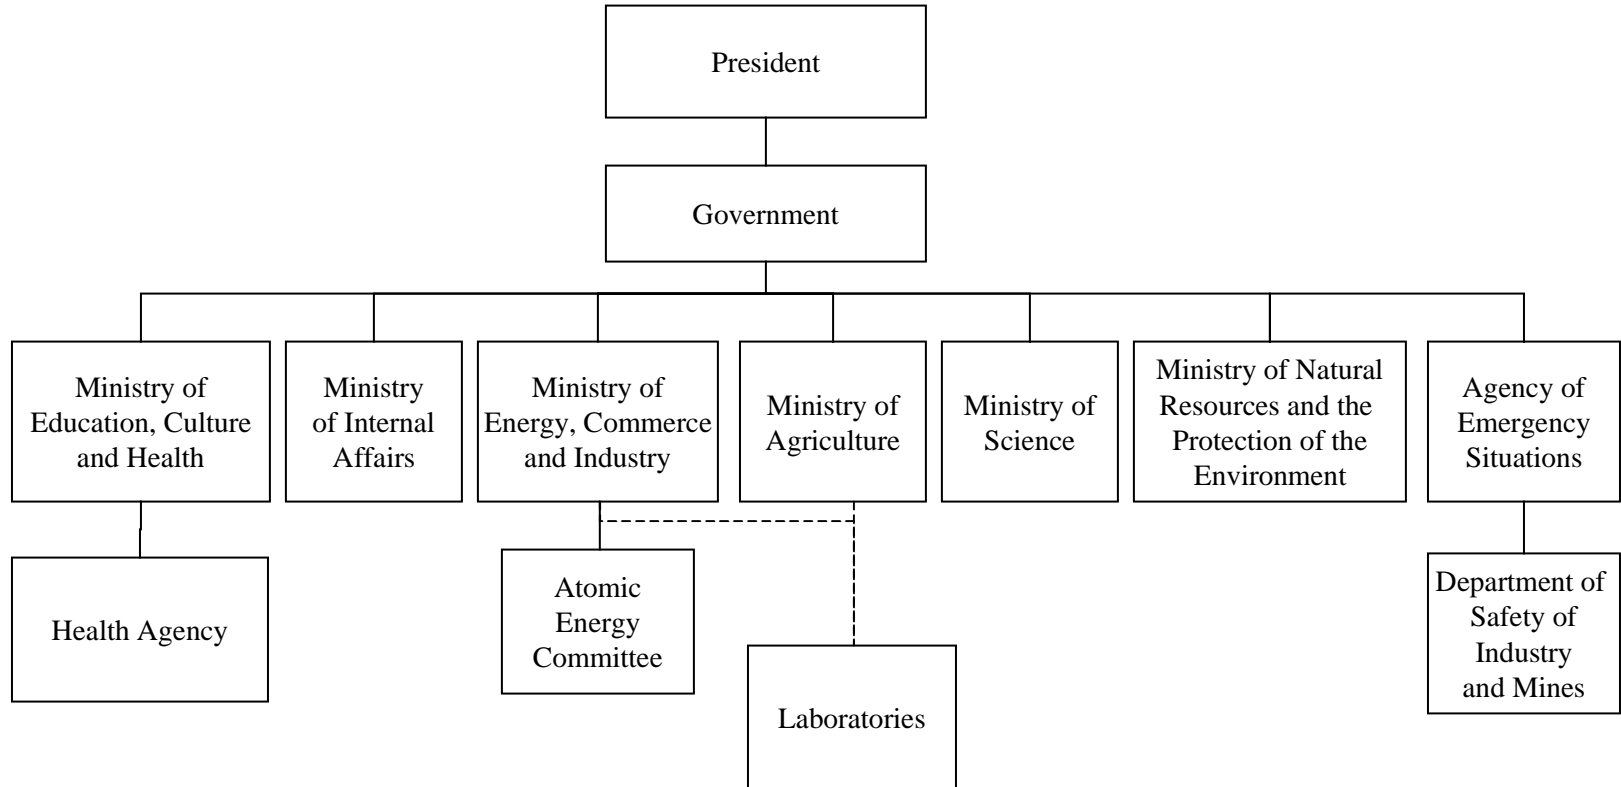 President
Government
Ministry of
Education, Culture
and Health
Ministry
of Internal
Affairs
Ministry of
Energy, Commerce
and Industry
Ministry of
Agriculture
Ministry of
Science
Ministry of Natural
Resources and the
Protection of the
Environment
Agency of
Emergency
Situations
Health Agency
Atomic
Energy
Committee
Laboratories
Department of
Safety of
Industry
and Mines